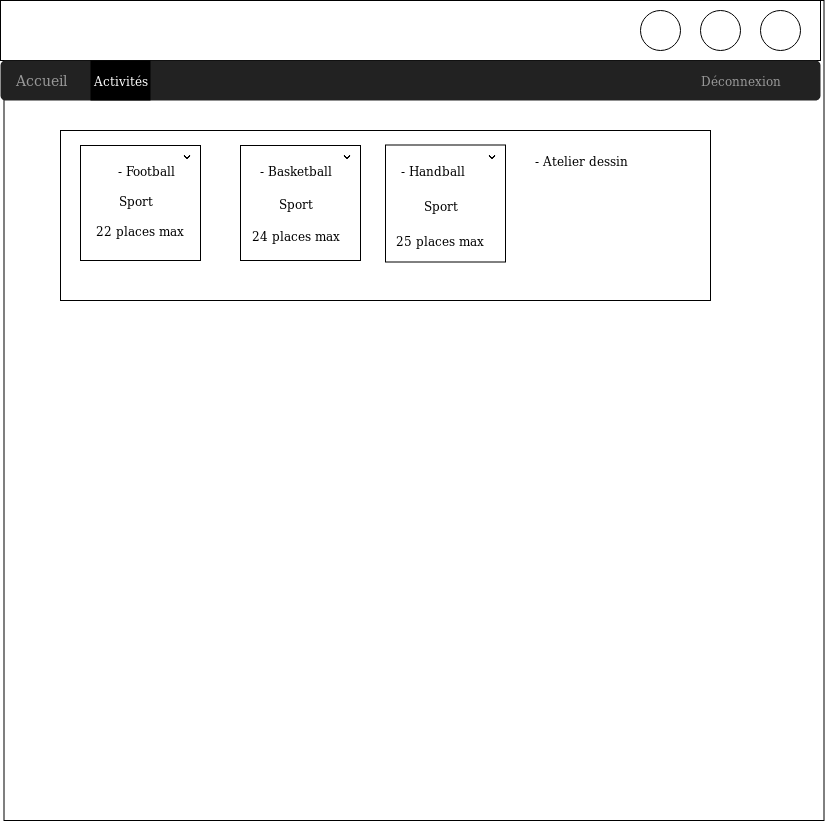 Accueil
Activités
Déconnexion
- Football
Sport
22 places max
- Basketball
Sport
24 places max
- Handball
Sport
25 places max
- Atelier dessin